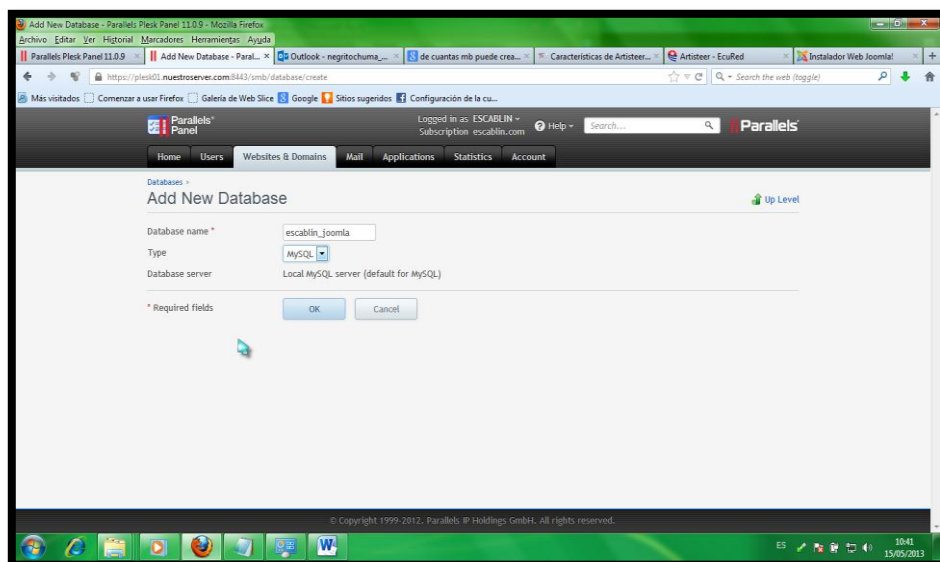 Add New Database - Parallels Plesk Panel 11.0.9 - Mozilla Firefox
Archivo Editar Ver Historial Marcadores Herramientas Ayuda
Parallels Plesk Panel 11.0.9
Add New Database - Paral...
Outlook - negritochuma_...
de cuantas mb puede crea...
Caracteristicas de Artisteer...
Artisteer - EcuRed
Instalador Web Joomla!
https://plesk01.nuestroserver.com:8443/smb/database/create
Search the web (toggle)
Más visitados Comenzar a usar Firefox Galería de Web Slice Google Sitios sugeridos Configuración de la cu...
Parallels® Panel
Logged in as ESCABLIN
Subscription escablin.com
Help
Search...
Parallels
Home Users Websites & Domains Mail Applications Statistics Account
Databases >
Add New Database
Up Level
Database name *
escablin_joomla
Type
MySQL
Database server
Local MySQL server (default for MySQL)
* Required fields
OK
Cancel
© Copyright 1999-2012. Parallels IP Holdings GmbH. All rights reserved.
ES
10:41
15/05/2013